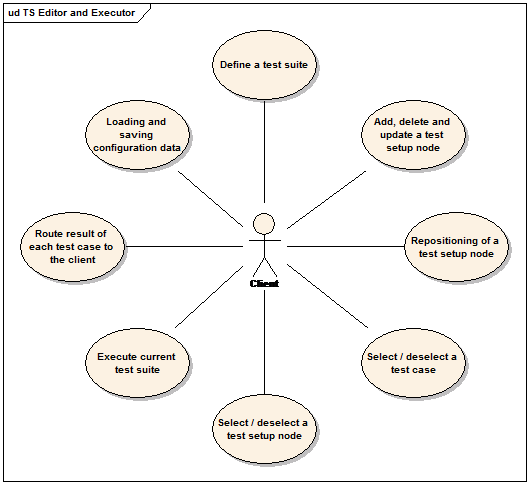 ud TS Editor and Executor
Define a test suite
Loading and
saving
configuration data
Add, delete and
update a test
setup node
Route result of
each test case to
the client
Repositioning of a
test setup node
Client
Execute current
test suite
Select / deselect a
test case
Select / deselect a
test setup node